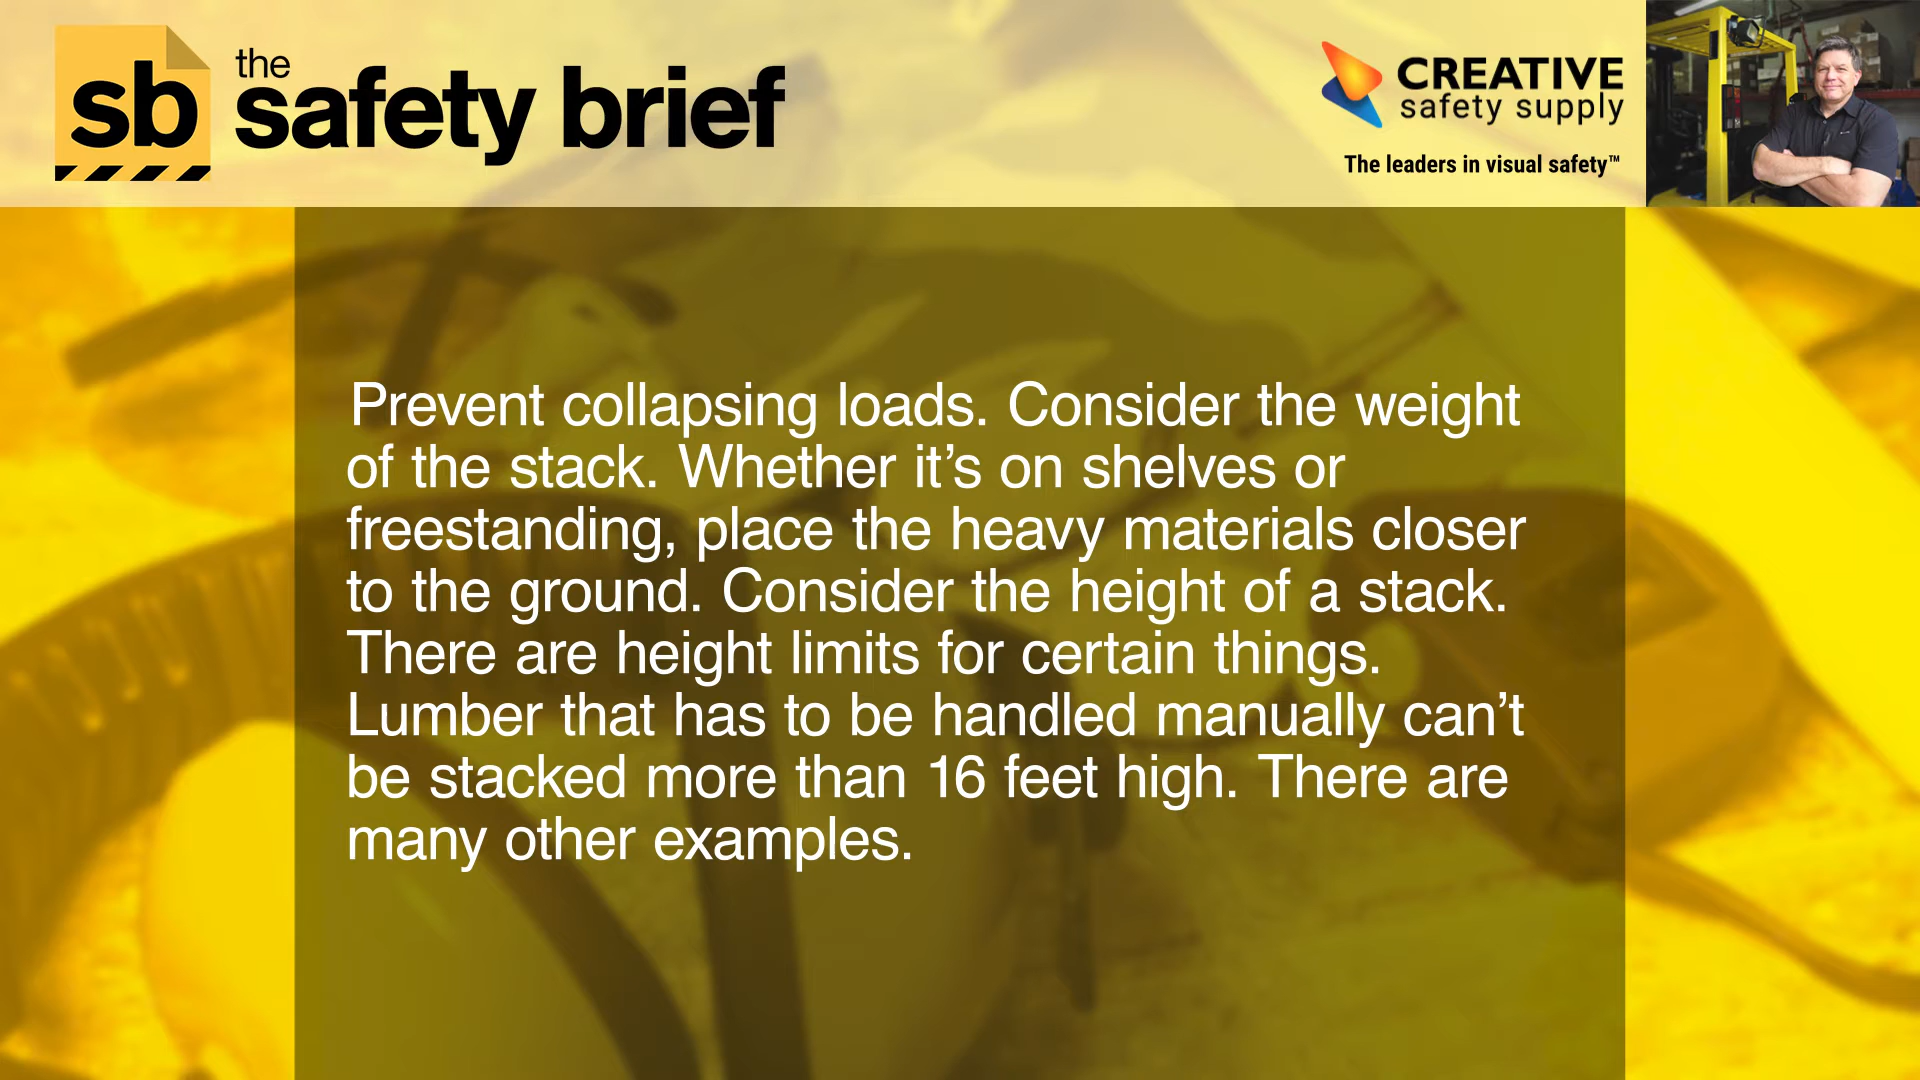 sb
the
safety brief
CREATIVE
safety supply
The leaders in visual safety™
Prevent collapsing loads. Consider the weight
of the stack. Whether it’s on shelves or
freestanding, place the heavy materials closer
to the ground. Consider the height of a stack.
There are height limits for certain things.
Lumber that has to be handled manually can’t
be stacked more than 16 feet high. There are
many other examples.